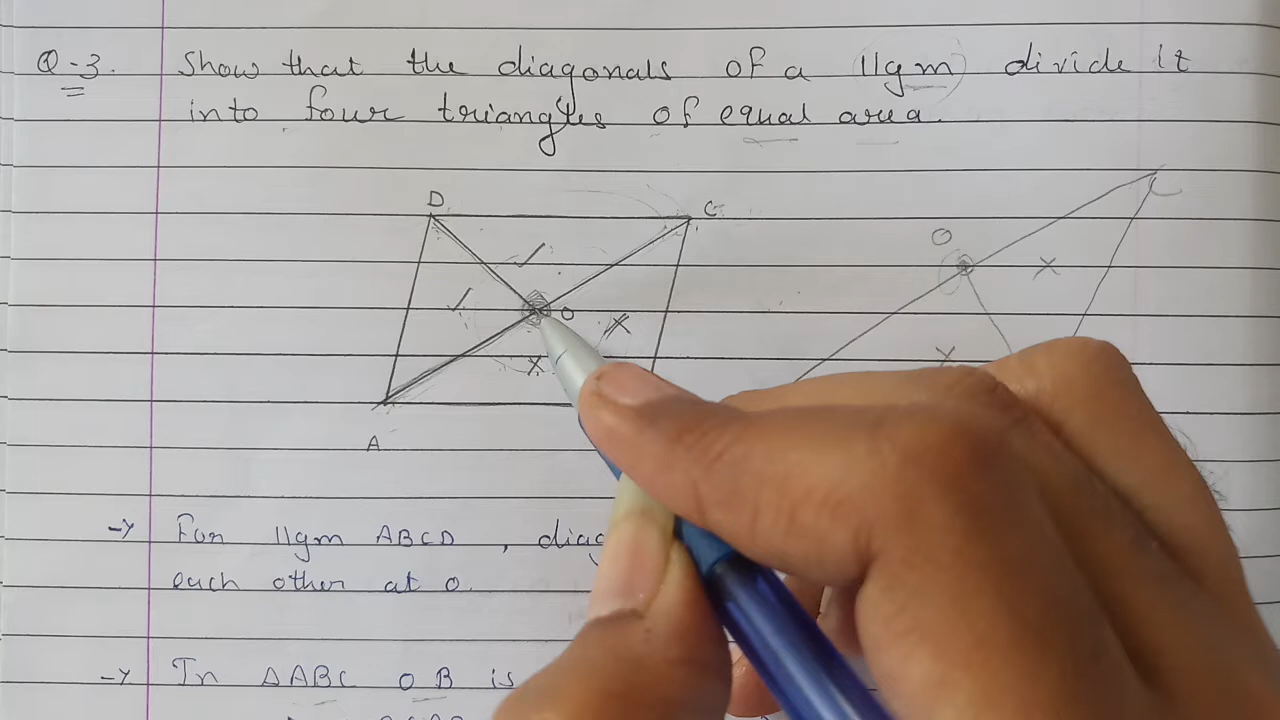 Q-3. Show that the diagonals of a ||gm divide it
into four triangles of equal area.
D
C
O
O
A
→ For ||gm ABCD ,
each other at O.
→ In ΔABC OB is